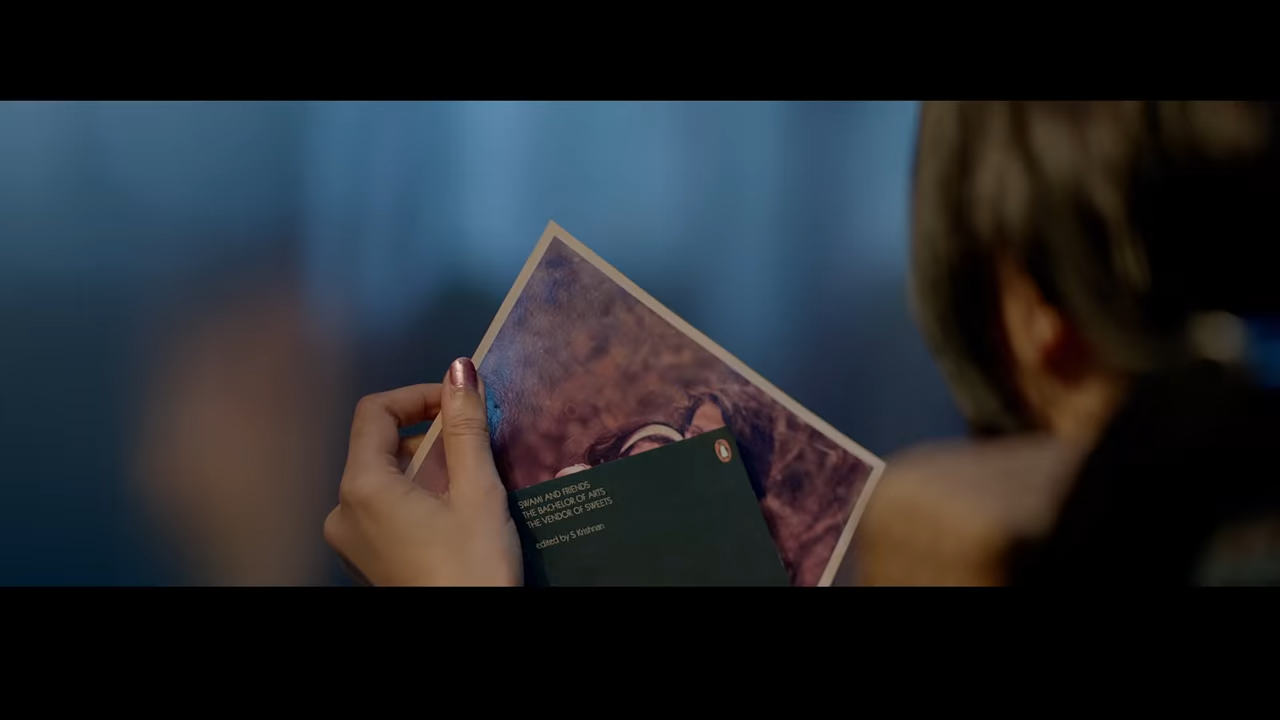 SWAMI AND FRIENDS
THE BACHELOR OF ARTS
THE VENDOR OF SWEETS
edited by S Krishnan